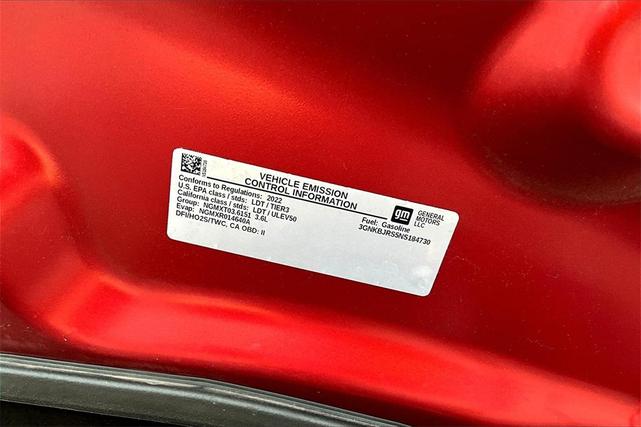 VEHICLE EMISSION
CONTROL INFORMATION
Conforms to Regulations: 2022
U.S. EPA class / stds: LDT / TIER3
California class / stds: LDT / ULEV50
Group: NGMXT03.6151 3.6L
Evap: NGMXR014640A
DFI/HO2S/TWC, CA OBD: II
Fuel: Gasoline
3GNKBJRS5NS184730
gm
GENERAL
MOTORS
LLC